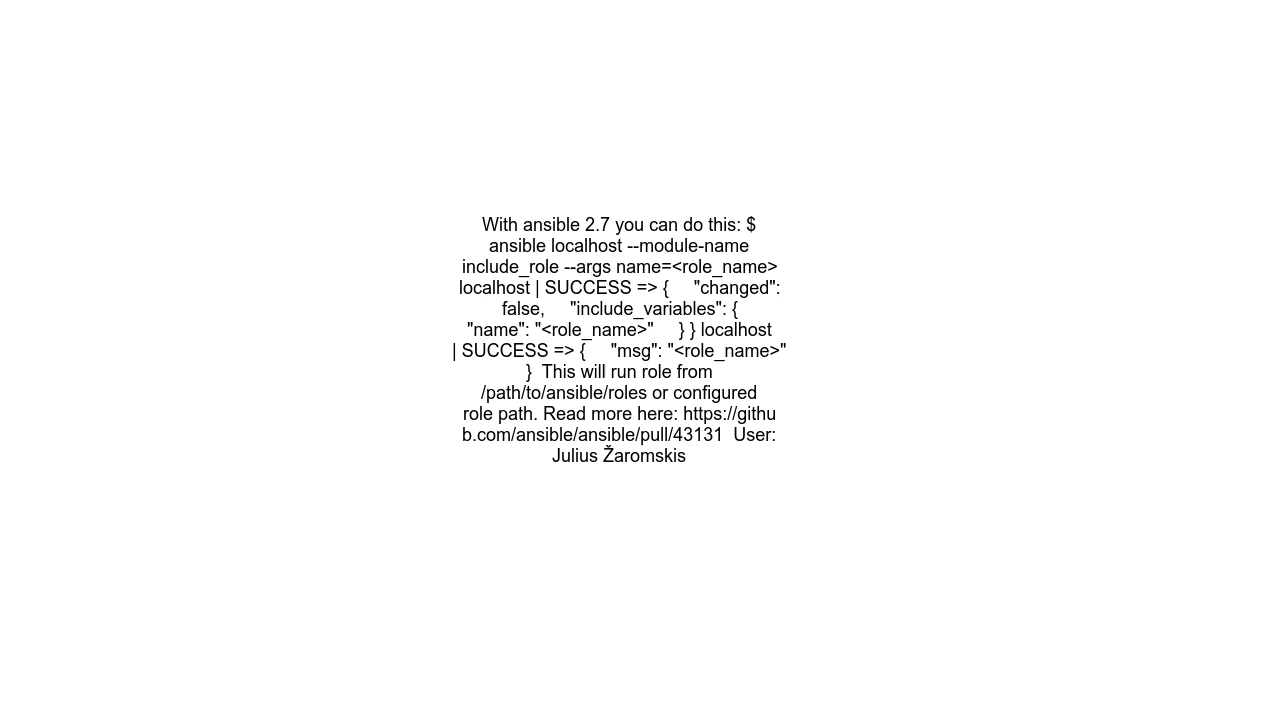 With ansible 2.7 you can do this: $
ansible localhost --module-name
include_role --args name=<role_name>
localhost | SUCCESS => {     "changed":
false,     "include_variables": {
"name": "<role_name>"     } } localhost
| SUCCESS => {     "msg": "<role_name>"
}  This will run role from
/path/to/ansible/roles or configured
role path. Read more here: https://githu
b.com/ansible/ansible/pull/43131  User:
Julius Žaromskis